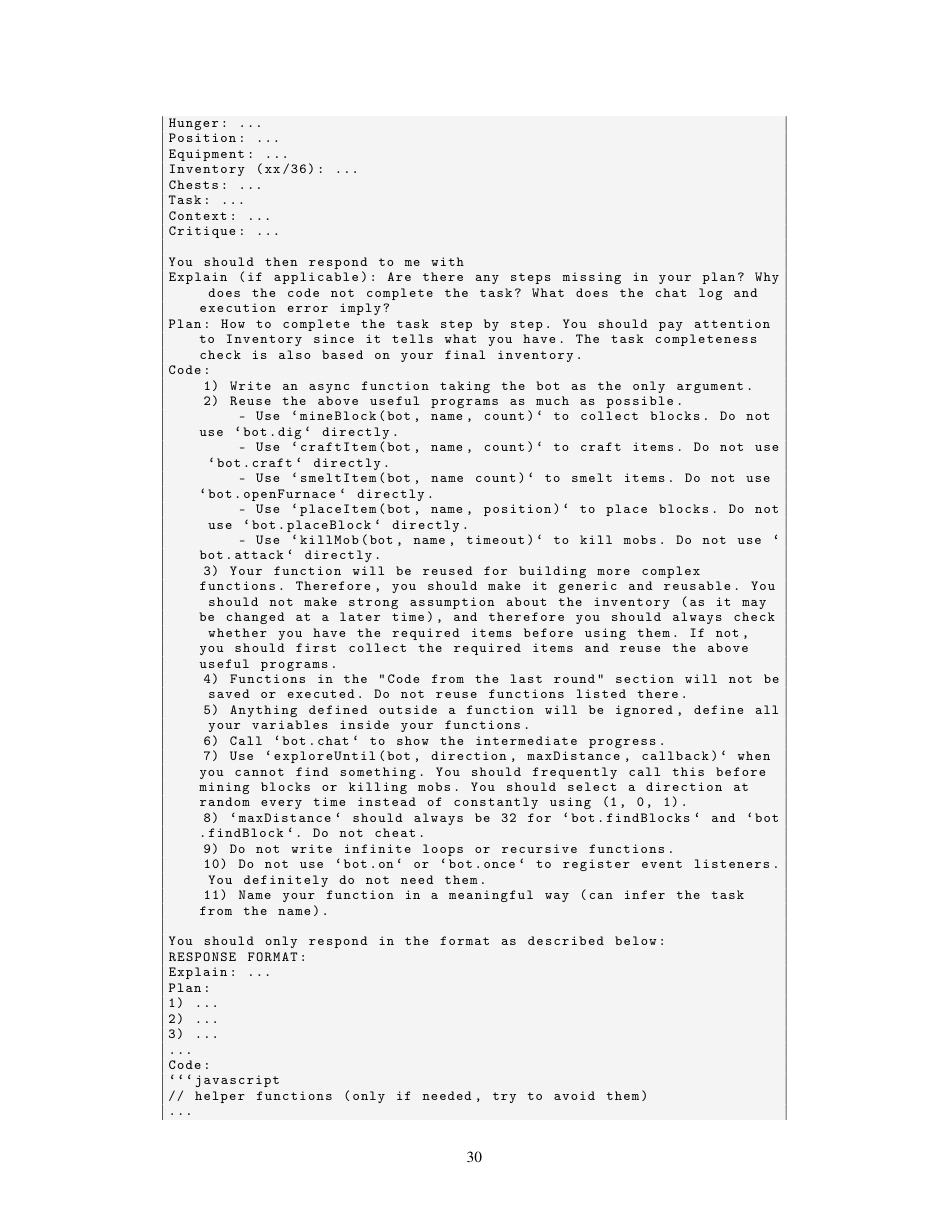 Hunger: ...
Position: ...
Equipment: ...
Inventory (xx/36): ...
Chests: ...
Task: ...
Context: ...
Critique: ...
You should then respond to me with
Explain (if applicable): Are there any steps missing in your plan? Why
does the code not complete the task? What does the chat log and
execution error imply?
Plan: How to complete the task step by step. You should pay attention
to Inventory since it tells what you have. The task completeness
check is also based on your final inventory.
Code:
1) Write an async function taking the bot as the only argument.
2) Reuse the above useful programs as much as possible.
- Use ‘mineBlock(bot, name, count)‘ to collect blocks. Do not
use ‘bot.dig‘ directly.
- Use ‘craftItem(bot, name, count)‘ to craft items. Do not use
‘bot.craft‘ directly.
- Use ‘smeltItem(bot, name count)‘ to smelt items. Do not use
‘bot.openFurnace‘ directly.
- Use ‘placeItem(bot, name, position)‘ to place blocks. Do not
use ‘bot.placeBlock‘ directly.
- Use ‘killMob(bot, name, timeout)‘ to kill mobs. Do not use ‘
bot.attack‘ directly.
3) Your function will be reused for building more complex
functions. Therefore, you should make it generic and reusable. You
should not make strong assumption about the inventory (as it may
be changed at a later time), and therefore you should always check
whether you have the required items before using them. If not,
you should first collect the required items and reuse the above
useful programs.
4) Functions in the "Code from the last round" section will not be
saved or executed. Do not reuse functions listed there.
5) Anything defined outside a function will be ignored, define all
your variables inside your functions.
6) Call ‘bot.chat‘ to show the intermediate progress.
7) Use ‘exploreUntil(bot, direction, maxDistance, callback)‘ when
you cannot find something. You should frequently call this before
mining blocks or killing mobs. You should select a direction at
random every time instead of constantly using (1, 0, 1).
8) ‘maxDistance‘ should always be 32 for ‘bot.findBlocks‘ and ‘bot
.findBlock‘. Do not cheat.
9) Do not write infinite loops or recursive functions.
10) Do not use ‘bot.on‘ or ‘bot.once‘ to register event listeners.
You definitely do not need them.
11) Name your function in a meaningful way (can infer the task
from the name).
You should only respond in the format as described below:
RESPONSE FORMAT:
Explain: ...
Plan:
1) ...
2) ...
3) ...
...
Code:
‘‘‘javascript
// helper functions (only if needed, try to avoid them)
...
30